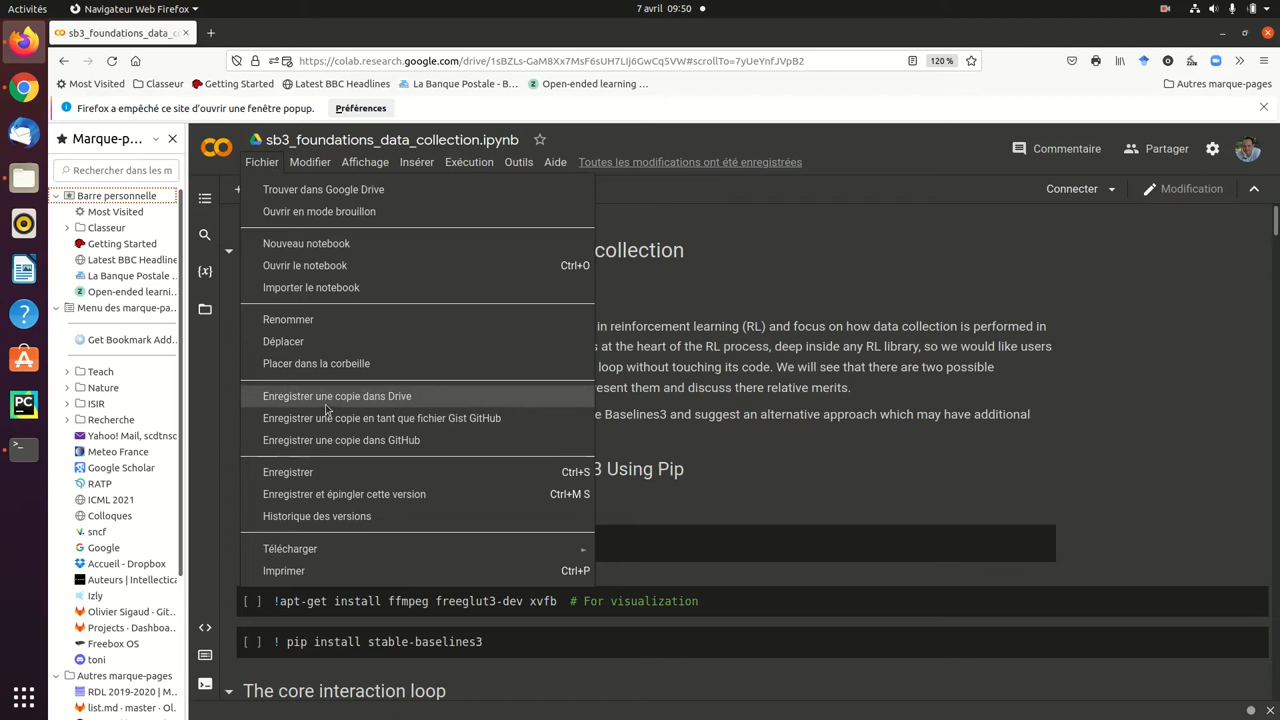 Activités
Navigateur Web Firefox
7 avril 09:50
sb3_foundations_data_c
https://colab.research.google.com/drive/1sBZLs-GaM8Xx7MsF6sUH7LIj6GwCq5VW#scrollTo=7yUeYnfJVpB2
120 %
Most Visited
Classeur
Getting Started
Latest BBC Headlines
La Banque Postale - B…
Open-ended learning …
Autres marque-pages
Firefox a empêché ce site d'ouvrir une fenêtre popup.
Préférences
Marque-p…
Rechercher dans les m
Barre personnelle
Most Visited
Classeur
Getting Started
Latest BBC Headline
La Banque Postale
Open-ended learni…
Menu des marque-pa…
Get Bookmark Add…
Teach
Nature
ISIR
Recherche
Yahoo! Mail, scdtnsc…
Meteo France
Google Scholar
RATP
ICML 2021
Colloques
sncf
Google
Accueil - Dropbox
Auteurs | Intellectica
Izly
Olivier Sigaud · Git…
Projects · Dashboa…
Freebox OS
toni
Autres marque-pages
RDL 2019-2020 | M…
list.md — mat…
sb3_foundations_data_collection.ipynb
Commentaire
Partager
Fichier
Modifier
Affichage
Insérer
Exécution
Outils
Aide
Toutes les modifications ont été enregistrées
Connecter
Modification
Trouver dans Google Drive
Ouvrir en mode brouillon
Nouveau notebook
Ouvrir le notebook Ctrl+O
Importer le notebook
Renommer
Déplacer
Placer dans la corbeille
Enregistrer une copie dans Drive
Enregistrer une copie en tant que fichier Gist GitHub
Enregistrer une copie dans GitHub
Enregistrer Ctrl+S
Enregistrer et épingler cette version Ctrl+M S
Historique des versions
Télécharger
Imprimer Ctrl+P
collection
in reinforcement learning (RL) and focus on how data collection is performed in
s at the heart of the RL process, deep inside any RL library, so we would like users
loop without touching its code. We will see that there are two possible
resent them and discuss there relative merits.
e Baselines3 and suggest an alternative approach which may have additional
3 Using Pip
[ ] !apt-get install ffmpeg freeglut3-dev xvfb # For visualization
[ ] ! pip install stable-baselines3
The core interaction loop